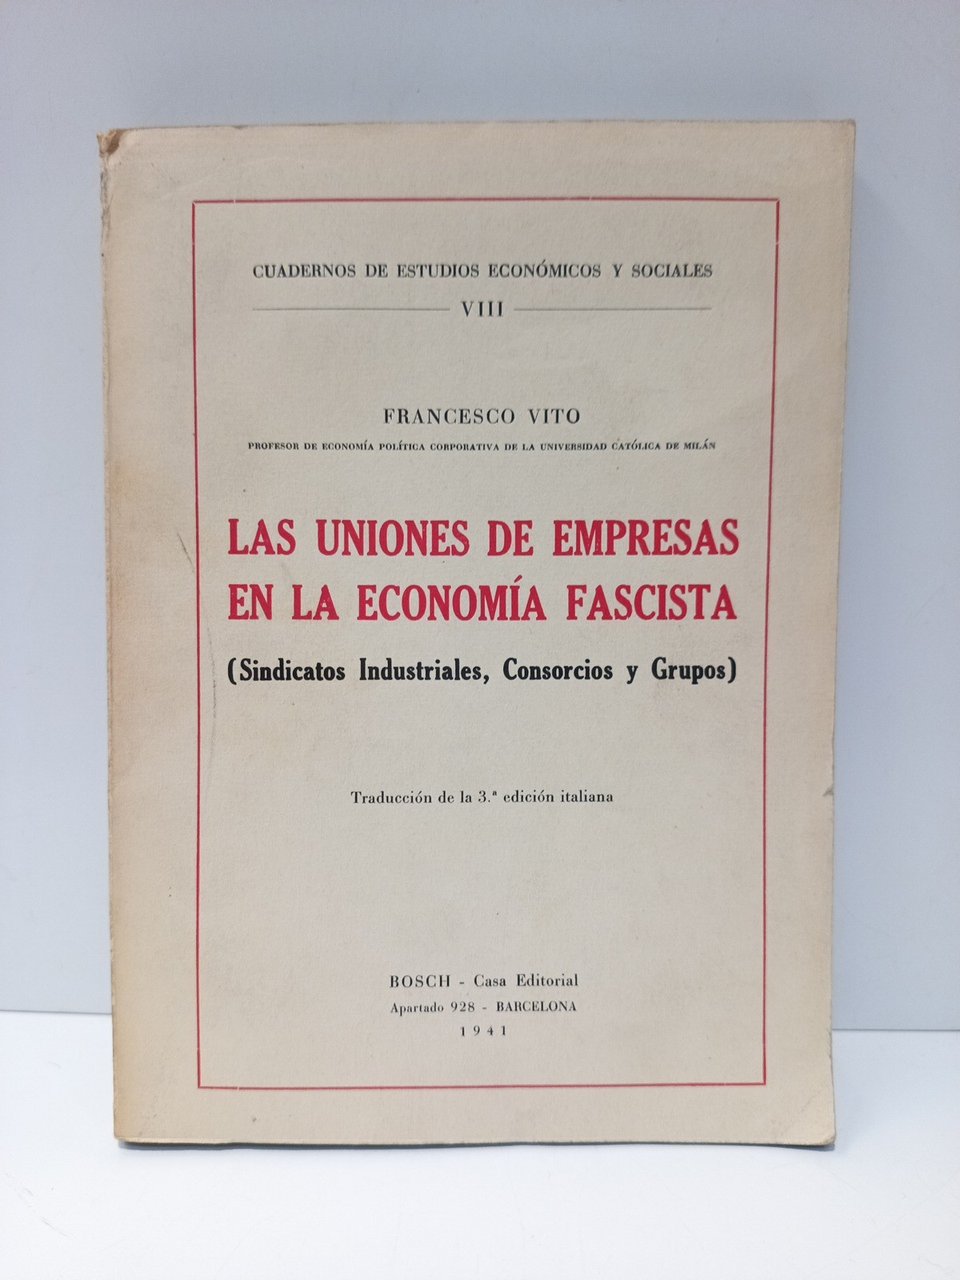 CUADERNOS DE ESTUDIOS ECONÓMICOS Y SOCIALES
VIII
FRANCESCO VITO
PROFESOR DE ECONOMÍA POLÍTICA CORPORATIVA DE LA UNIVERSIDAD CATÓLICA DE MILÁN
LAS UNIONES DE EMPRESAS
EN LA ECONOMÍA FASCISTA
(Sindicatos Industriales, Consorcios y Grupos)
Traducción de la 3.ª edición italiana
BOSCH - Casa Editorial
Apartado 928 - BARCELONA
1941